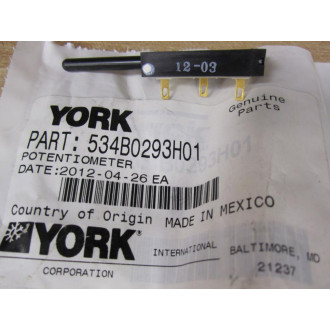 12-03
Genuine
Parts
YORK
PART: 534B0293H01
POTENTIOMETER
DATE:2012-04-26 EA
Country of Origin MADE IN MEXICO
YORK INTERNATIONAL BALTIMORE, MD
CORPORATION 21237